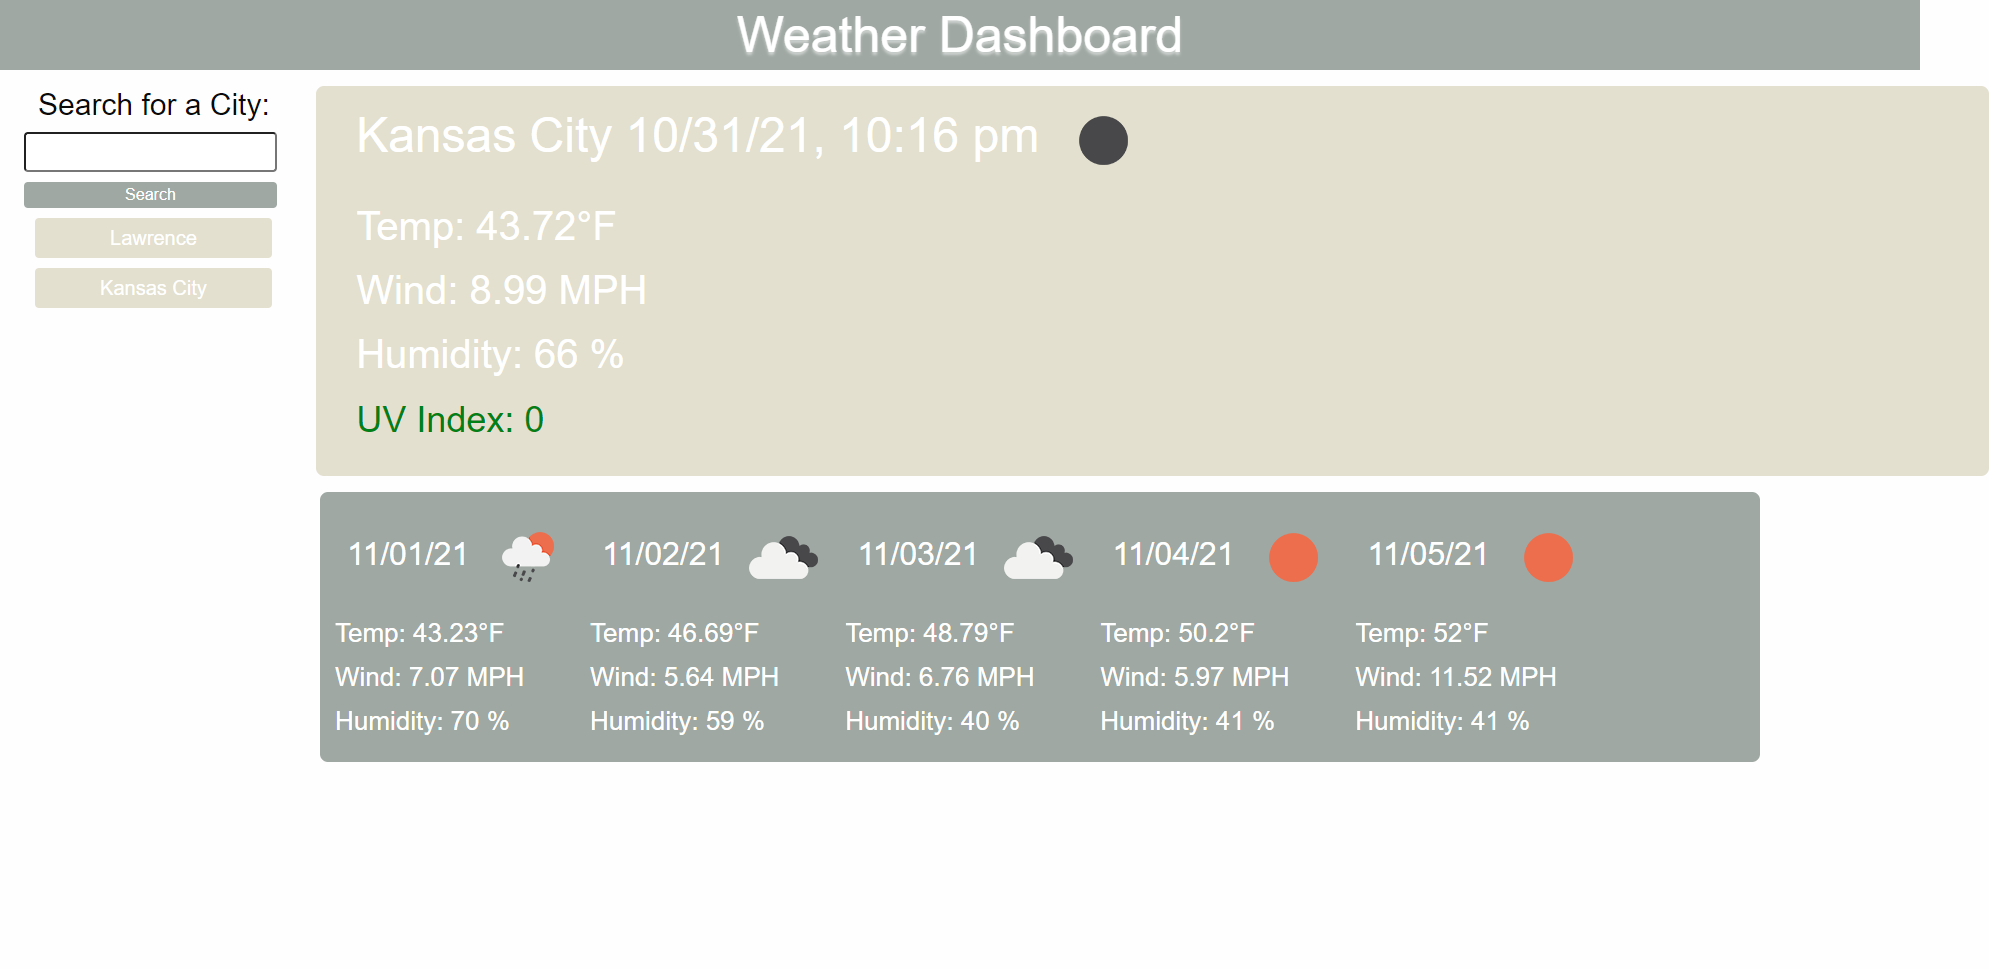 Weather Dashboard
Search for a City:
Search
Lawrence
Kansas City
Kansas City 10/31/21, 10:16 pm
Temp: 43.72°F
Wind: 8.99 MPH
Humidity: 66 %
UV Index: 0
11/01/21
Temp: 43.23°F
Wind: 7.07 MPH
Humidity: 70 %
11/02/21
Temp: 46.69°F
Wind: 5.64 MPH
Humidity: 59 %
11/03/21
Temp: 48.79°F
Wind: 6.76 MPH
Humidity: 40 %
11/04/21
Temp: 50.2°F
Wind: 5.97 MPH
Humidity: 41 %
11/05/21
Temp: 52°F
Wind: 11.52 MPH
Humidity: 41 %